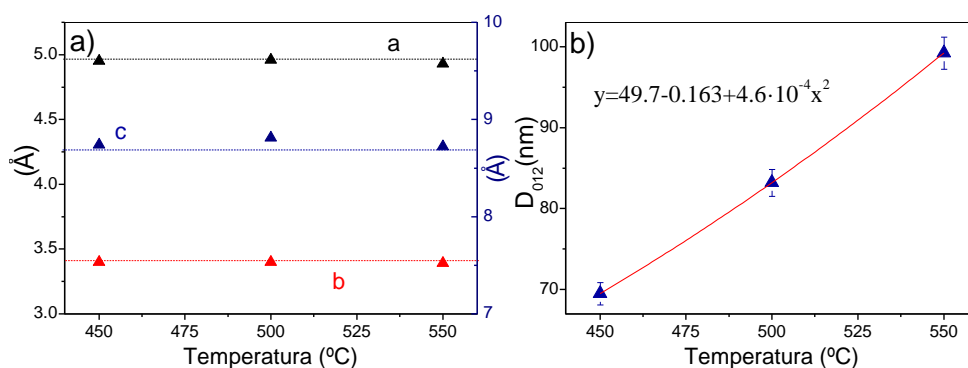 a)
a
c
b
5.0
4.5
4.0
3.5
3.0
(Å)
10
9
8
7
(Å)
450 475 500 525 550
Temperatura (ºC)
b)
y=49.7-0.163+4.6·10⁻⁴x²
100
90
80
70
D₀₁₂(nm)
450 475 500 525 550
Temperatura (ºC)